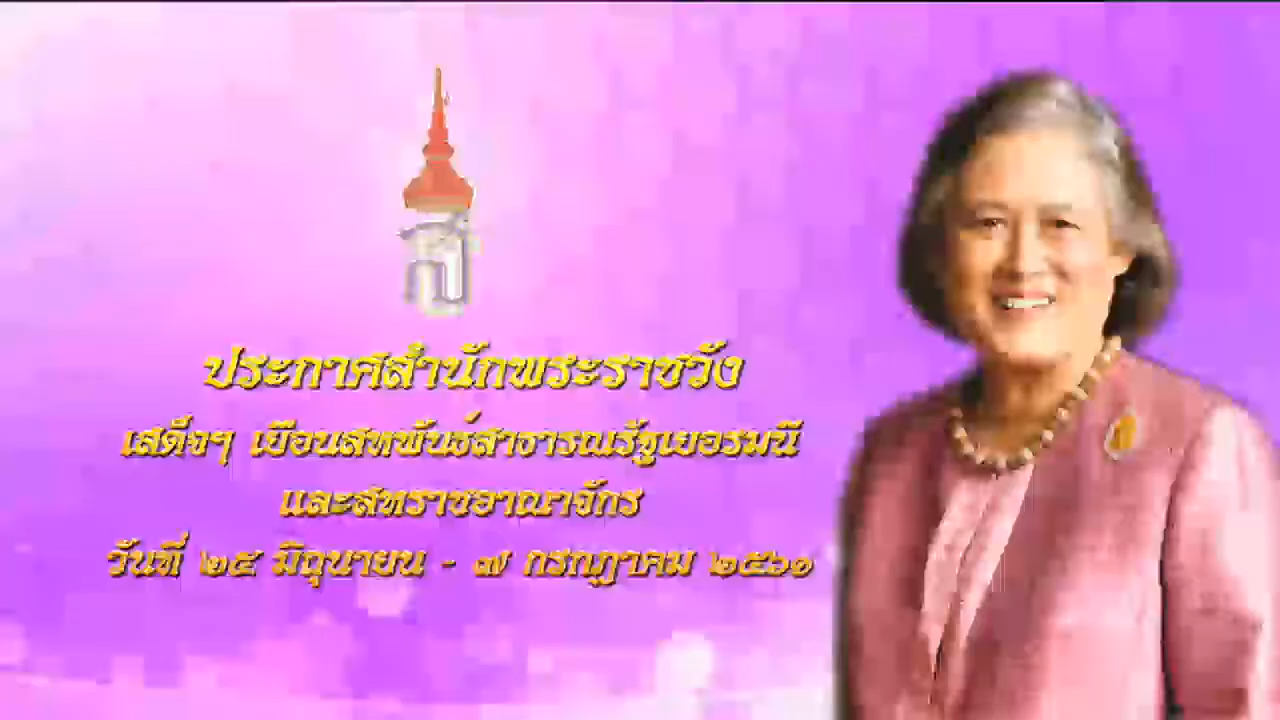 ส
ประกาศสำนักพระราชวัง
เสด็จฯ เยือนสหพันธ์สาธารณรัฐเยอรมนี
และสหราชอาณาจักร
วันที่ ๒๕ มิถุนายน - ๗ กรกฎาคม ๒๕๖๑